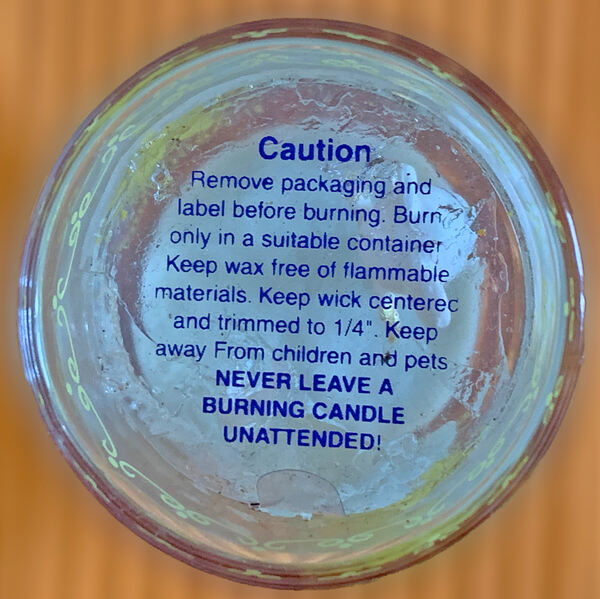 Caution
Remove packaging and
label before burning. Burn
only in a suitable container
Keep wax free of flammable
materials. Keep wick centered
and trimmed to 1/4". Keep
away From children and pets
NEVER LEAVE A
BURNING CANDLE
UNATTENDED!